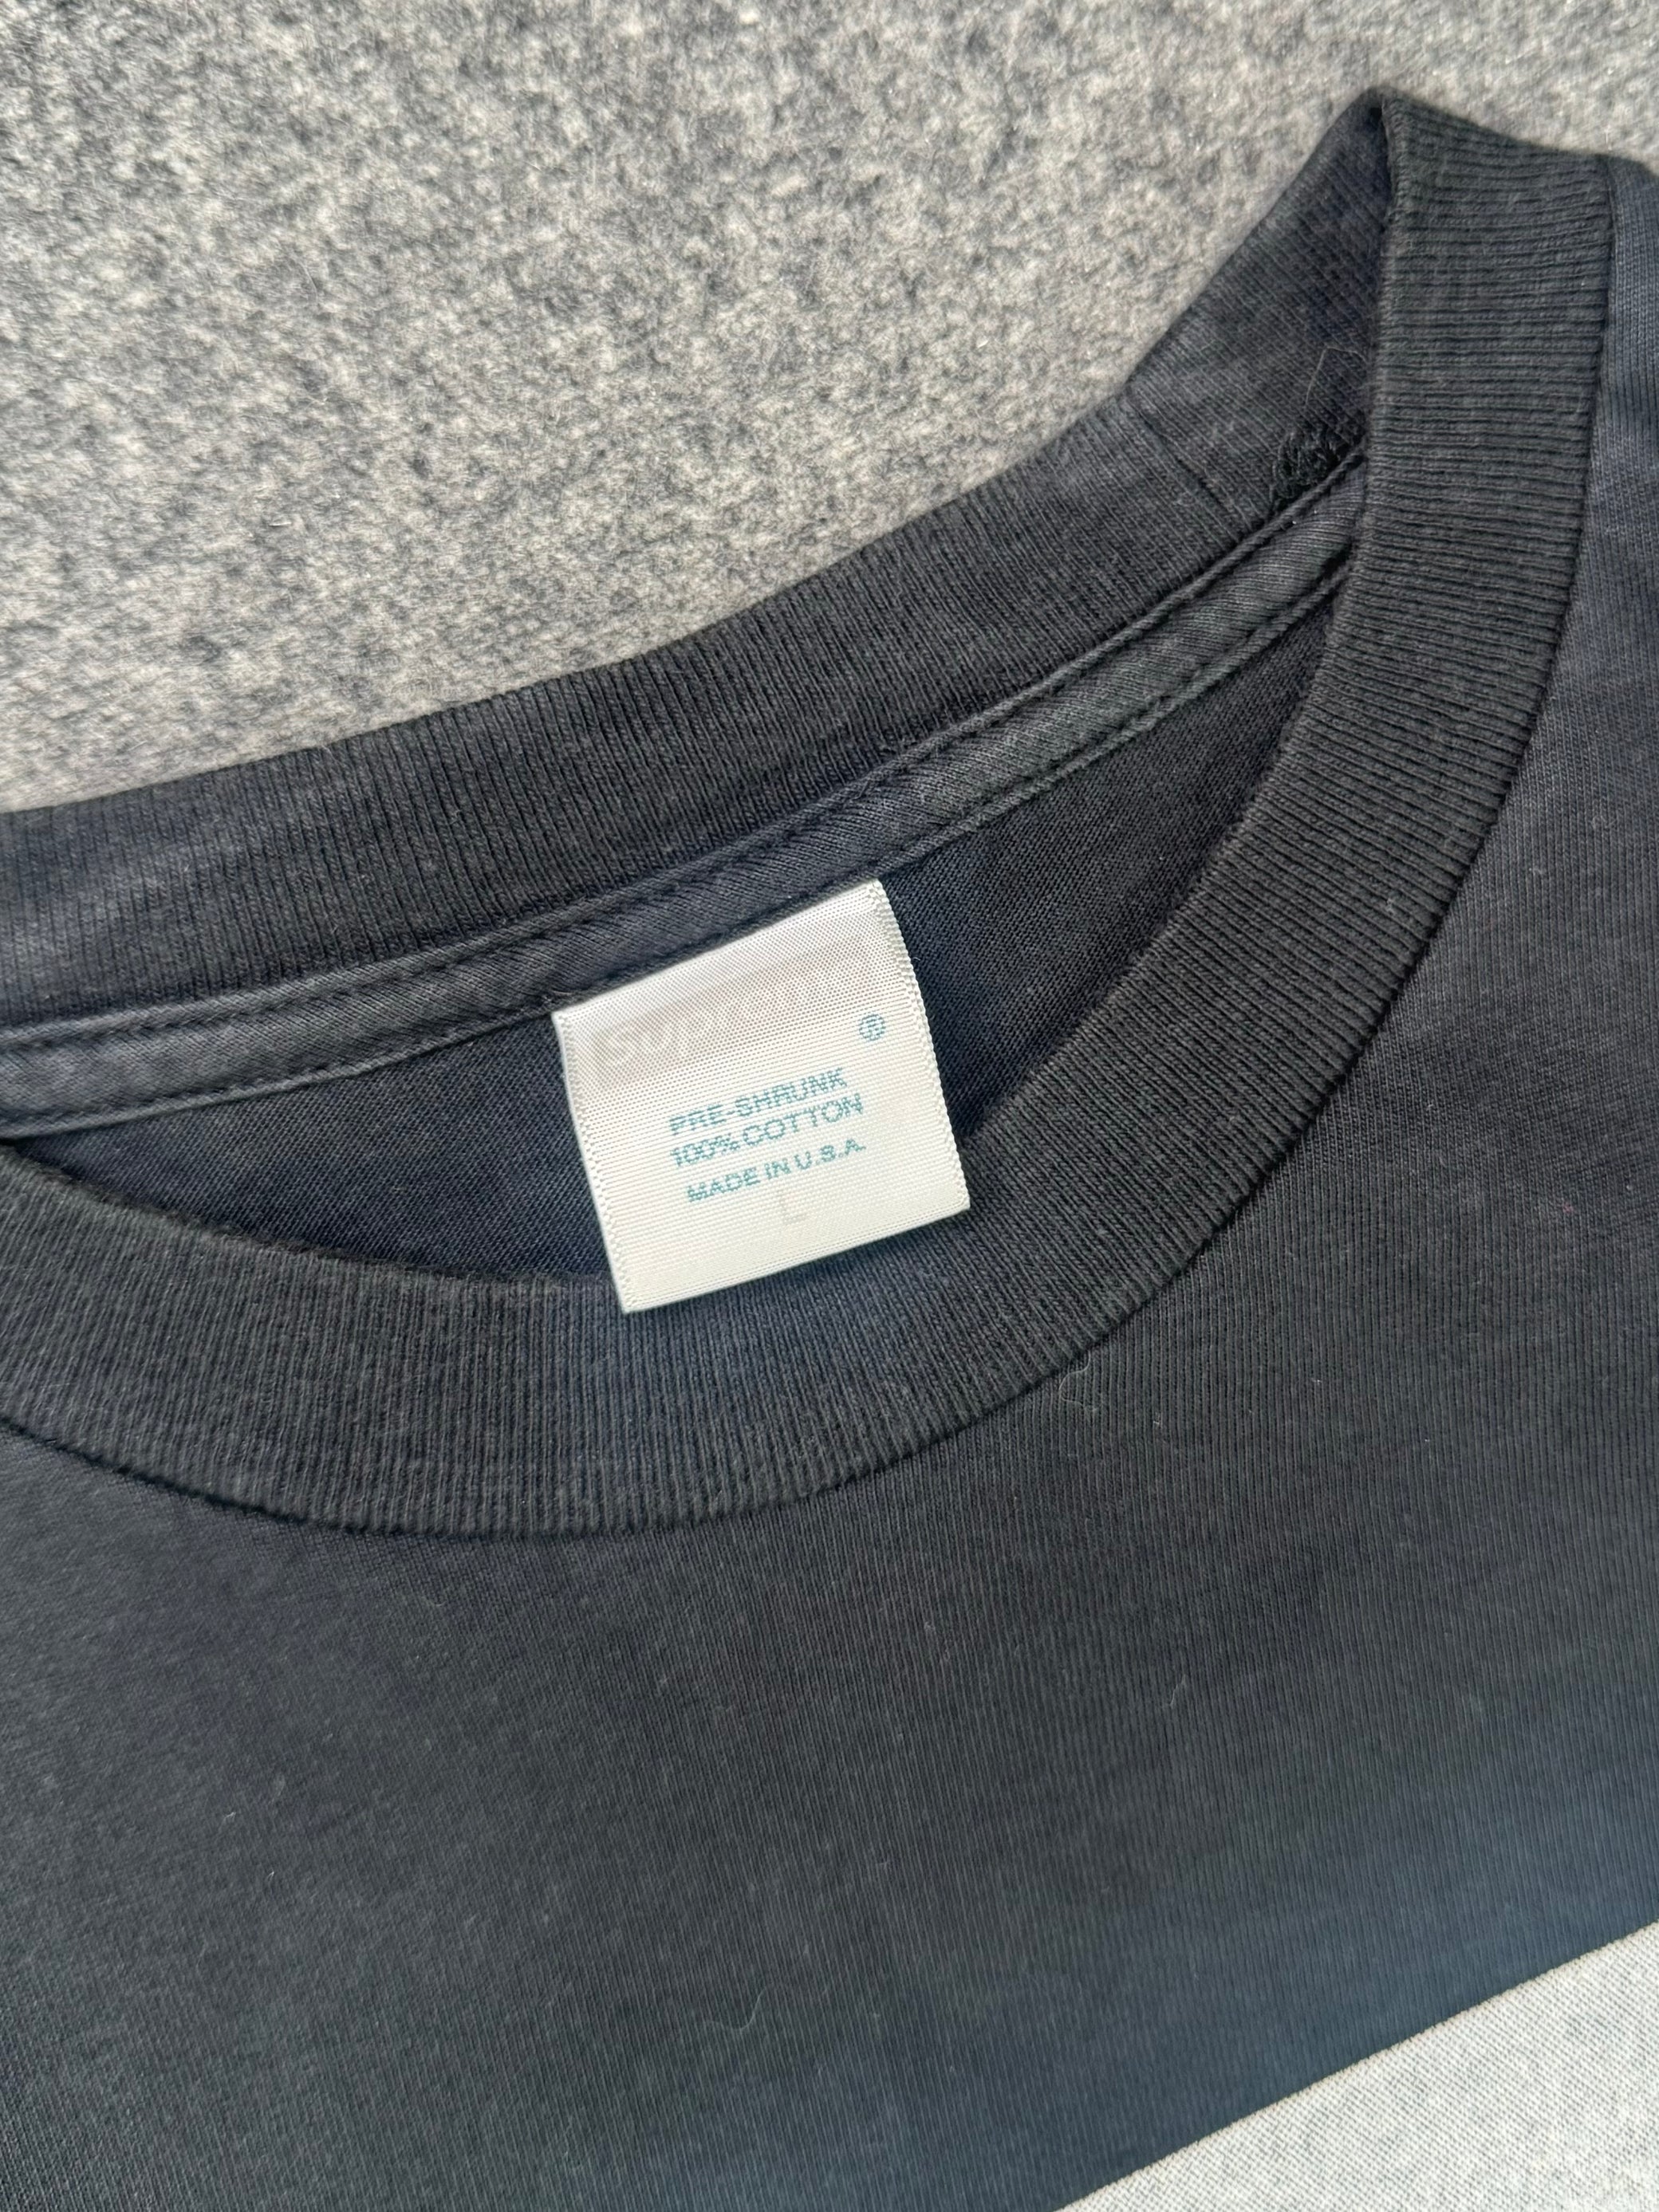 ®
PRE-SHRUNK
100% COTTON
MADE IN U.S.A.
L